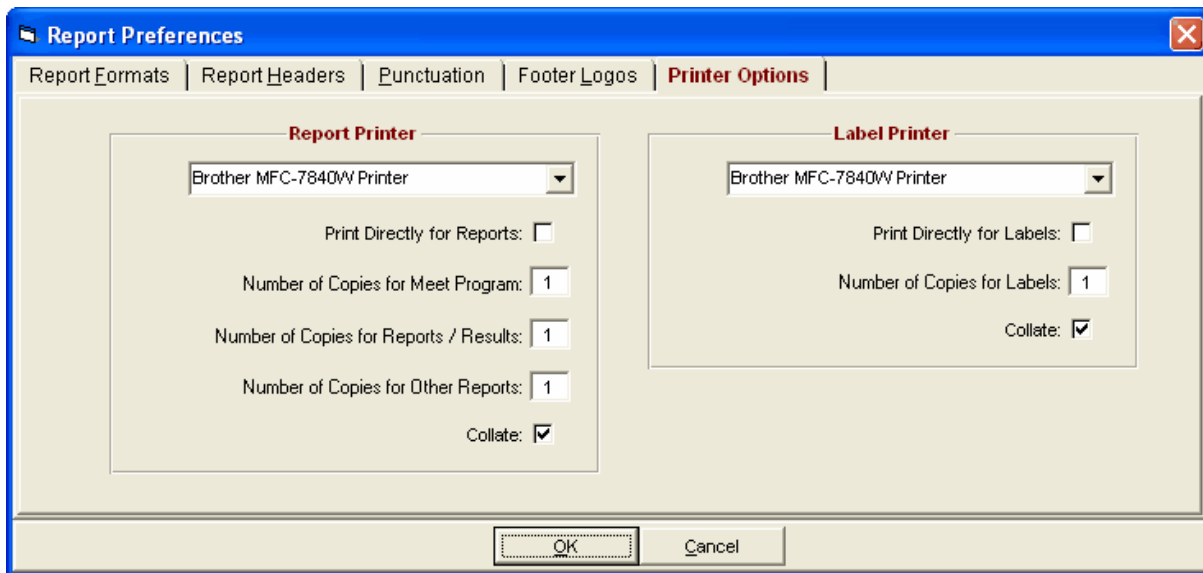 Report Preferences
Report Formats
Report Headers
Punctuation
Footer Logos
Printer Options
Report Printer
Brother MFC-7840W Printer
Print Directly for Reports:
Number of Copies for Meet Program: 1
Number of Copies for Reports / Results: 1
Number of Copies for Other Reports: 1
Collate:
Label Printer
Brother MFC-7840W Printer
Print Directly for Labels:
Number of Copies for Labels: 1
Collate:
OK
Cancel